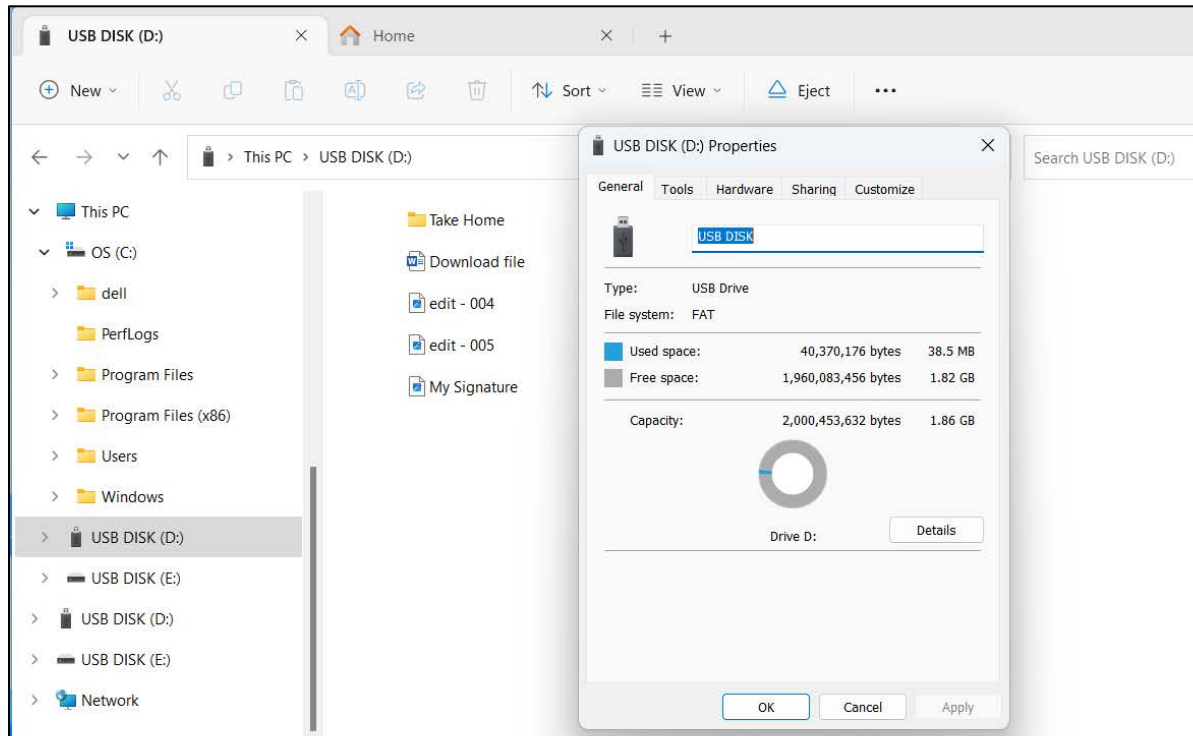 USB DISK (D:)
Home
New
Sort
View
Eject
This PC > USB DISK (D:)
Search USB DISK (D:)
This PC
OS (C:)
dell
PerfLogs
Program Files
Program Files (x86)
Users
Windows
USB DISK (D:)
USB DISK (E:)
USB DISK (D:)
USB DISK (E:)
Network
Take Home
Download file
edit - 004
edit - 005
My Signature
USB DISK (D:) Properties
General Tools Hardware Sharing Customize
USB DISK
Type: USB Drive
File system: FAT
Used space: 40,370,176 bytes 38.5 MB
Free space: 1,960,083,456 bytes 1.82 GB
Capacity: 2,000,453,632 bytes 1.86 GB
Drive D:
Details
OK Cancel Apply